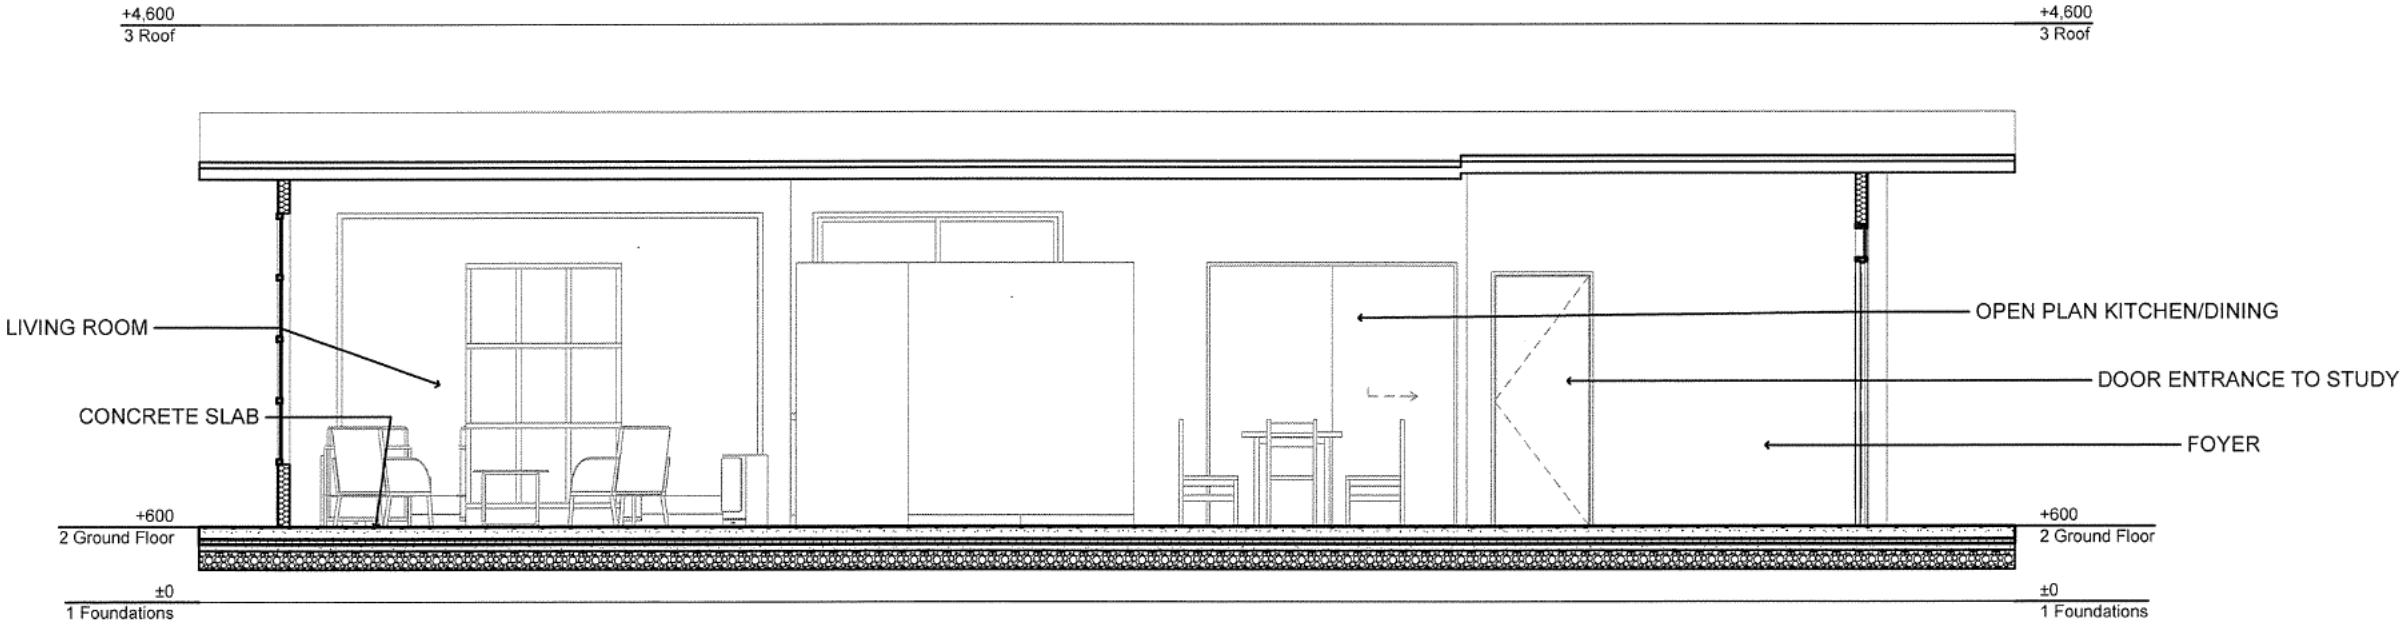 +4,600
3 Roof
+4,600
3 Roof
LIVING ROOM
OPEN PLAN KITCHEN/DINING
DOOR ENTRANCE TO STUDY
CONCRETE SLAB
FOYER
+600
2 Ground Floor
+600
2 Ground Floor
±0
1 Foundations
±0
1 Foundations